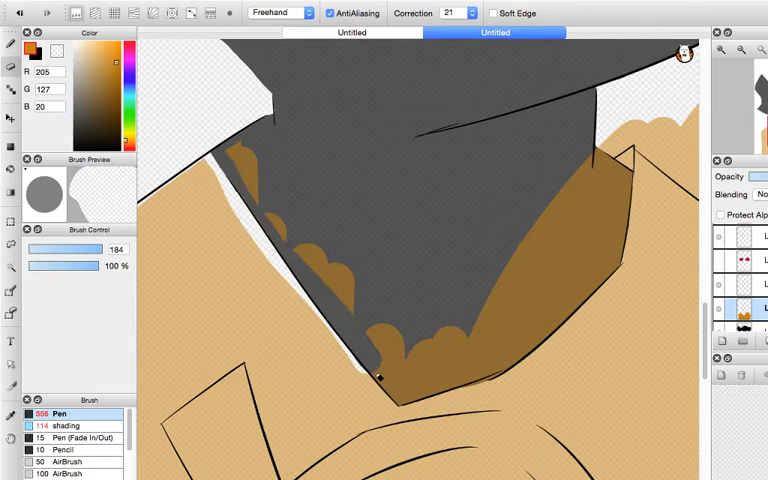 Freehand AntiAliasing Correction 21 Soft Edge
Color Untitled Untitled
R 205
G 127
B 20
Brush Preview
Brush Control
184
100 %
Opacity
Blending No
Protect Alp
L
L
L
L
L
T
Brush
556 Pen
114 shading
15 Pen (Fade In/Out)
10 Pencil
50 AirBrush
100 AirBrush